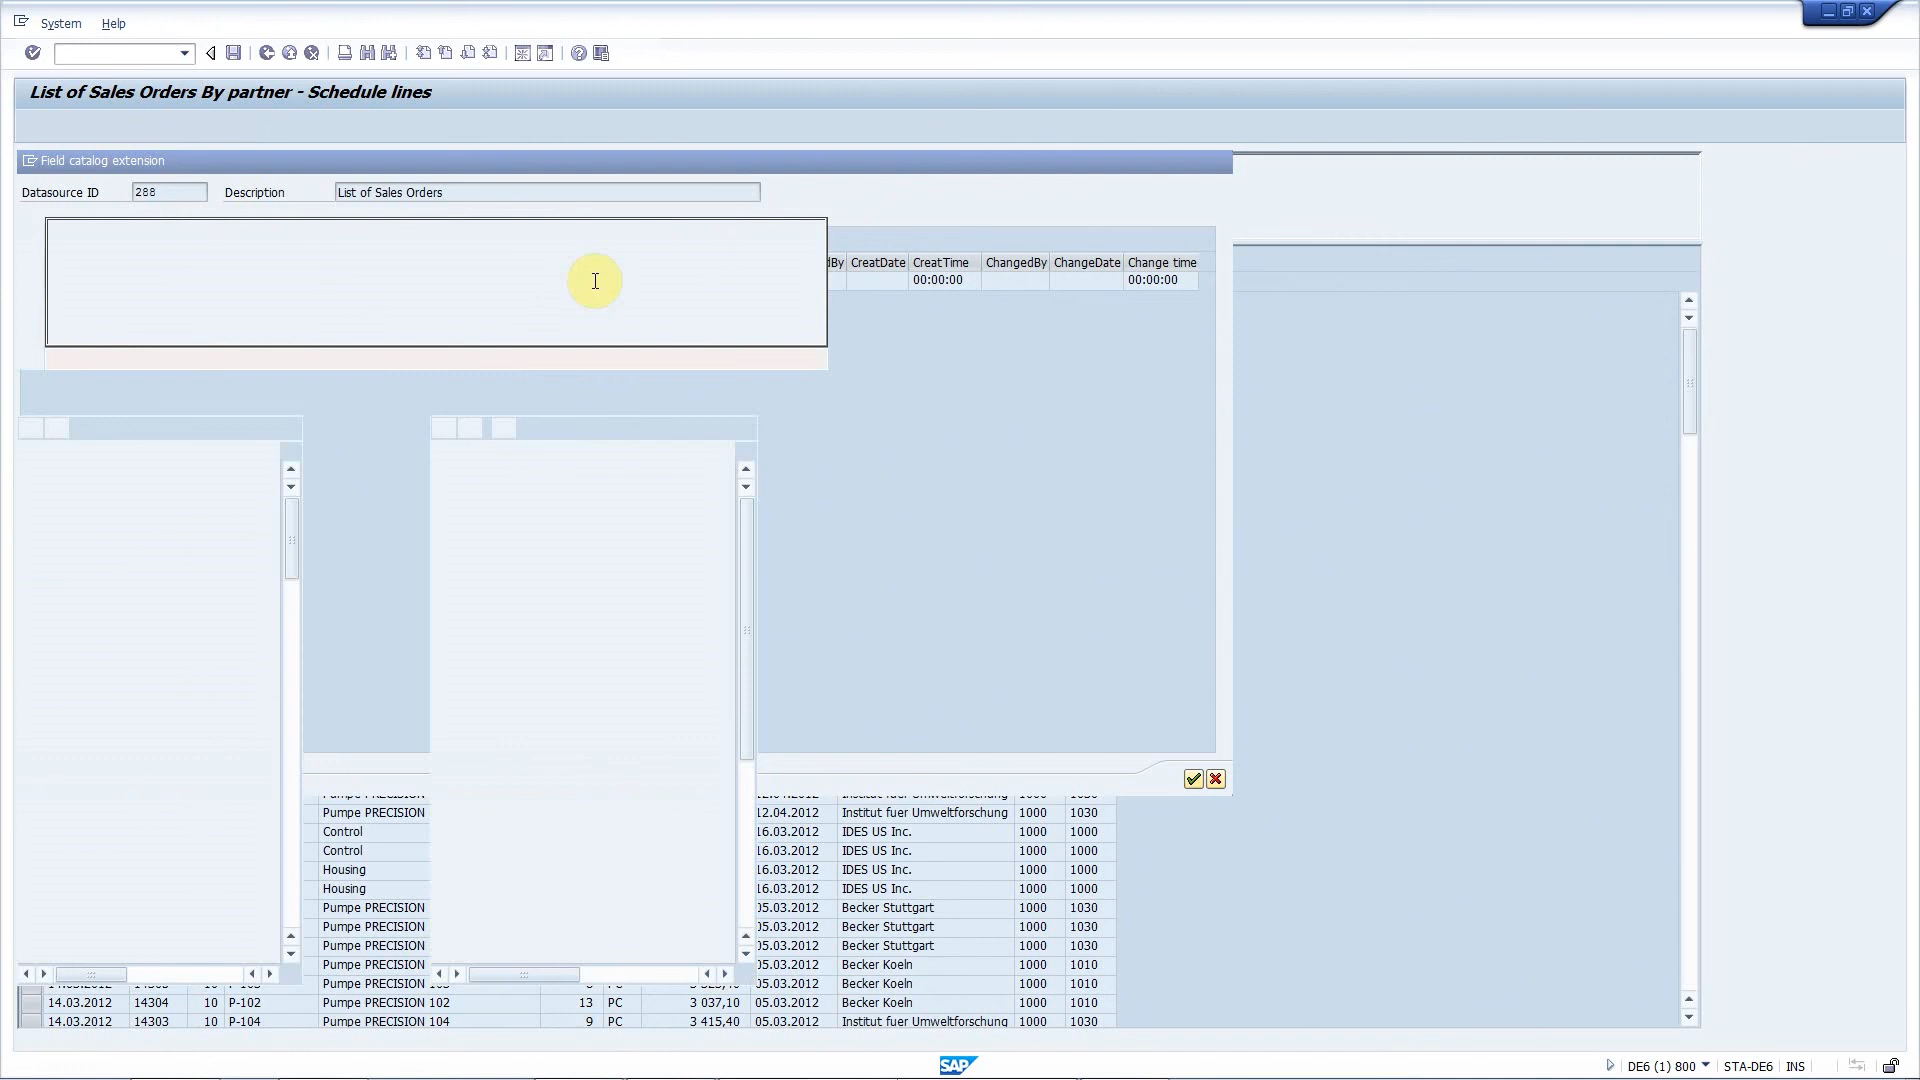 System Help
List of Sales Orders By partner - Schedule lines
Field catalog extension
Datasource ID 288 Description List of Sales Orders
CreatDate CreatTime ChangedBy ChangeDate Change time
00:00:00 00:00:00
Pumpe PRECISION 12.04.2012 Institut fuer Umweltforschung 1000 1030
Control 16.03.2012 IDES US Inc. 1000 1000
Control 16.03.2012 IDES US Inc. 1000 1000
Housing 16.03.2012 IDES US Inc. 1000 1000
Housing 16.03.2012 IDES US Inc. 1000 1000
Pumpe PRECISION 05.03.2012 Becker Stuttgart 1000 1030
Pumpe PRECISION 05.03.2012 Becker Stuttgart 1000 1030
Pumpe PRECISION 05.03.2012 Becker Stuttgart 1000 1030
Pumpe PRECISION 05.03.2012 Becker Koeln 1000 1010
Pumpe PRECISION 05.03.2012 Becker Koeln 1000 1010
14.03.2012 14304 10 P-102 Pumpe PRECISION 102 13 PC 3 037,10 05.03.2012 Becker Koeln 1000 1010
14.03.2012 14303 10 P-104 Pumpe PRECISION 104 9 PC 3 415,40 05.03.2012 Institut fuer Umweltforschung 1000 1030
SAP
DE6 (1) 800 STA-DE6 INS